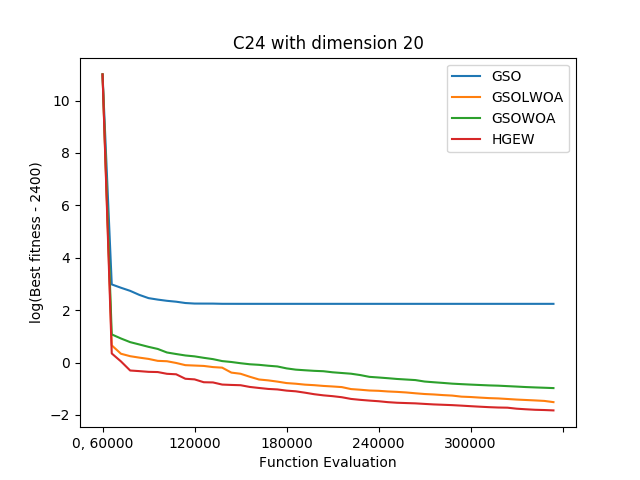 C24 with dimension 20
GSO
GSOLWOA
GSOWOA
HGEW
log(Best fitness - 2400)
10
8
6
4
2
0
−2
0, 60000 120000 180000 240000 300000
Function Evaluation